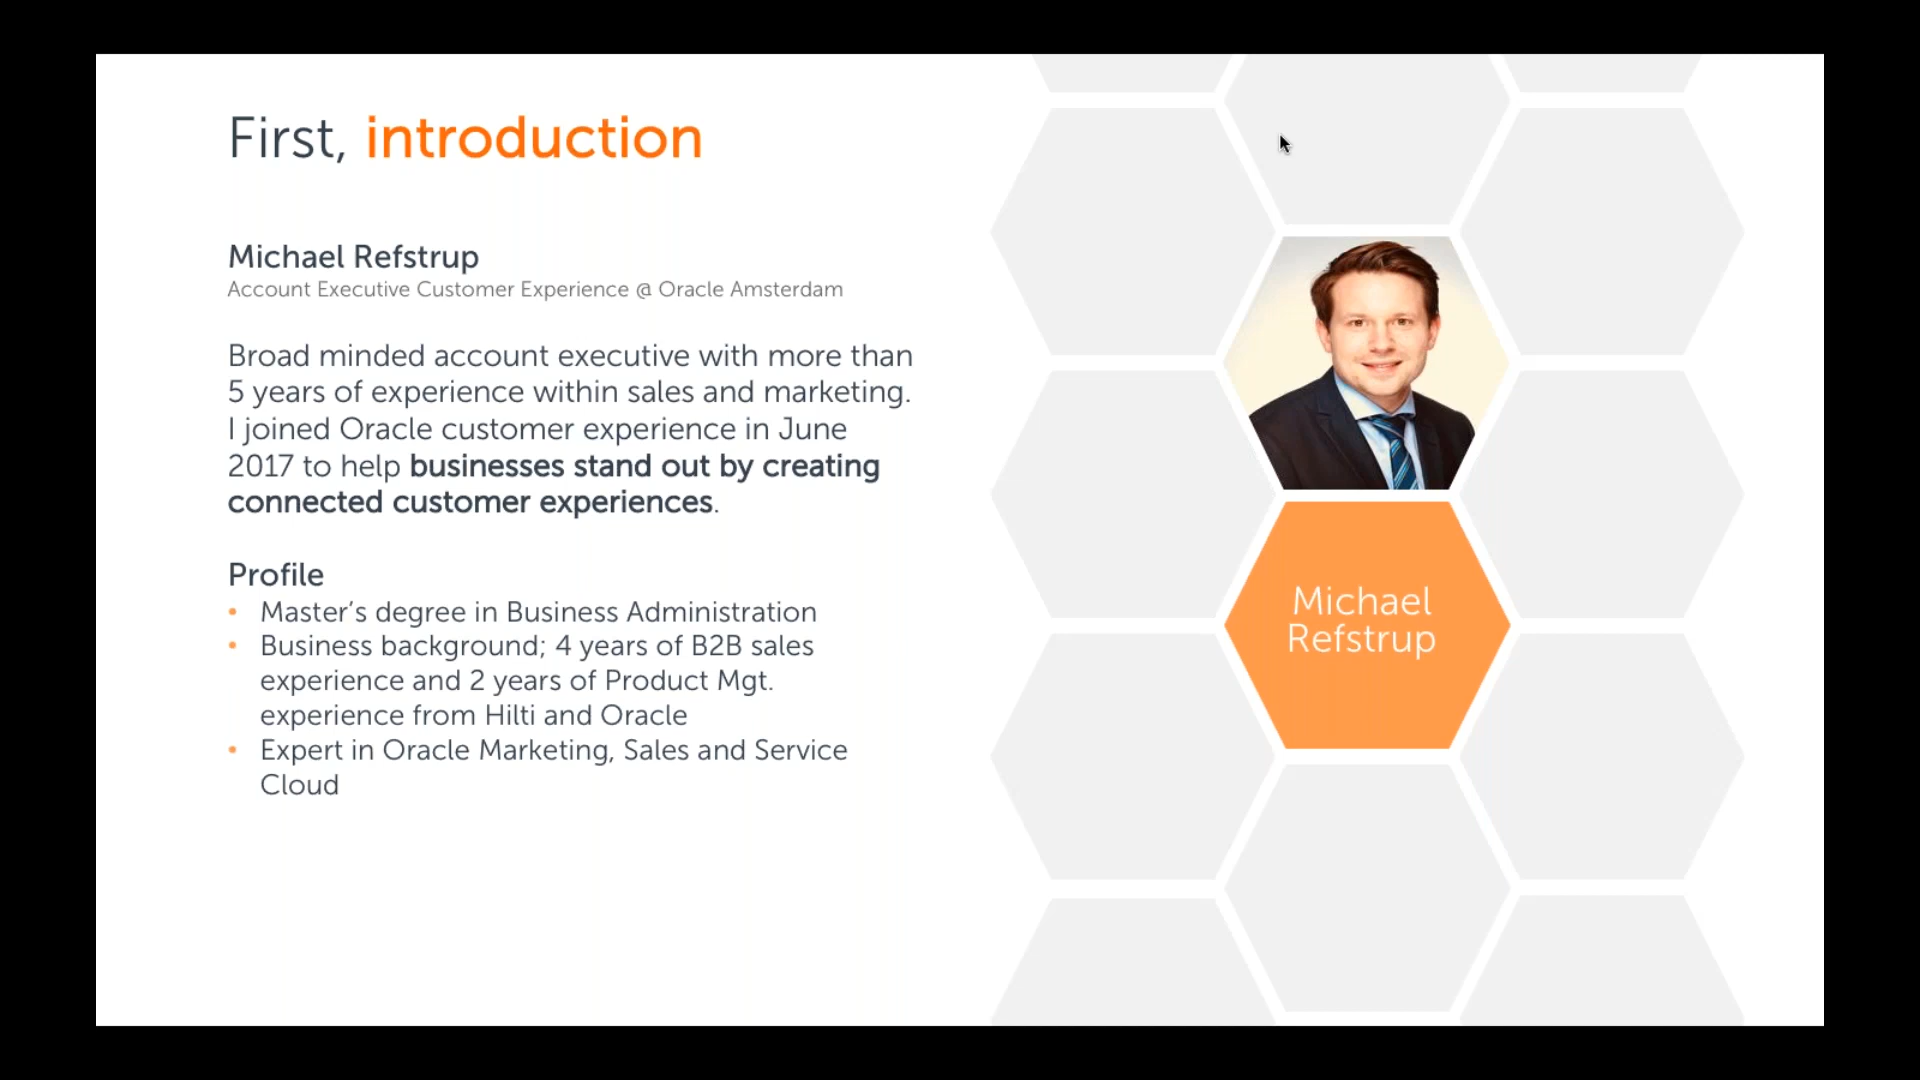 First, introduction
Michael Refstrup
Account Executive Customer Experience @ Oracle Amsterdam
Broad minded account executive with more than
5 years of experience within sales and marketing.
I joined Oracle customer experience in June
2017 to help businesses stand out by creating
connected customer experiences.
Profile
• Master’s degree in Business Administration
• Business background; 4 years of B2B sales
experience and 2 years of Product Mgt.
experience from Hilti and Oracle
• Expert in Oracle Marketing, Sales and Service
Cloud
Michael
Refstrup